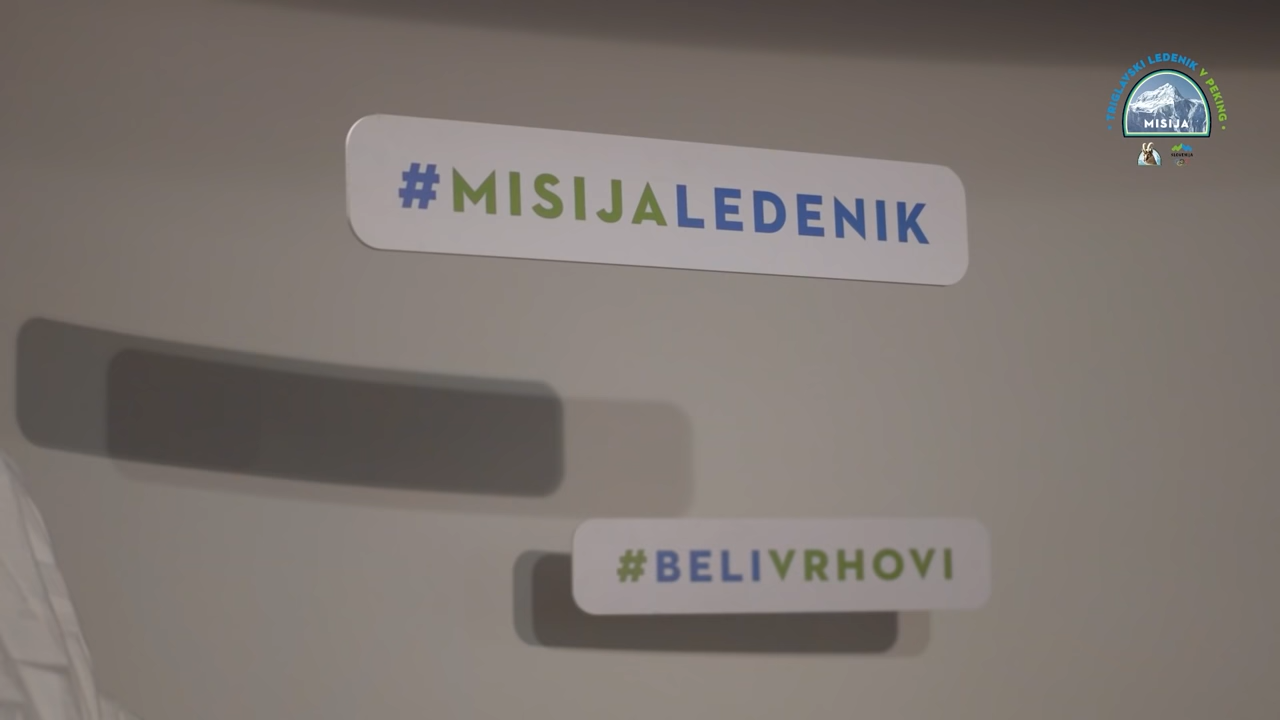 TRIGLAVSKI LEDENIK V PEKING
MISIJA
#MISIJALEDENIK
#BELIVRHOVI